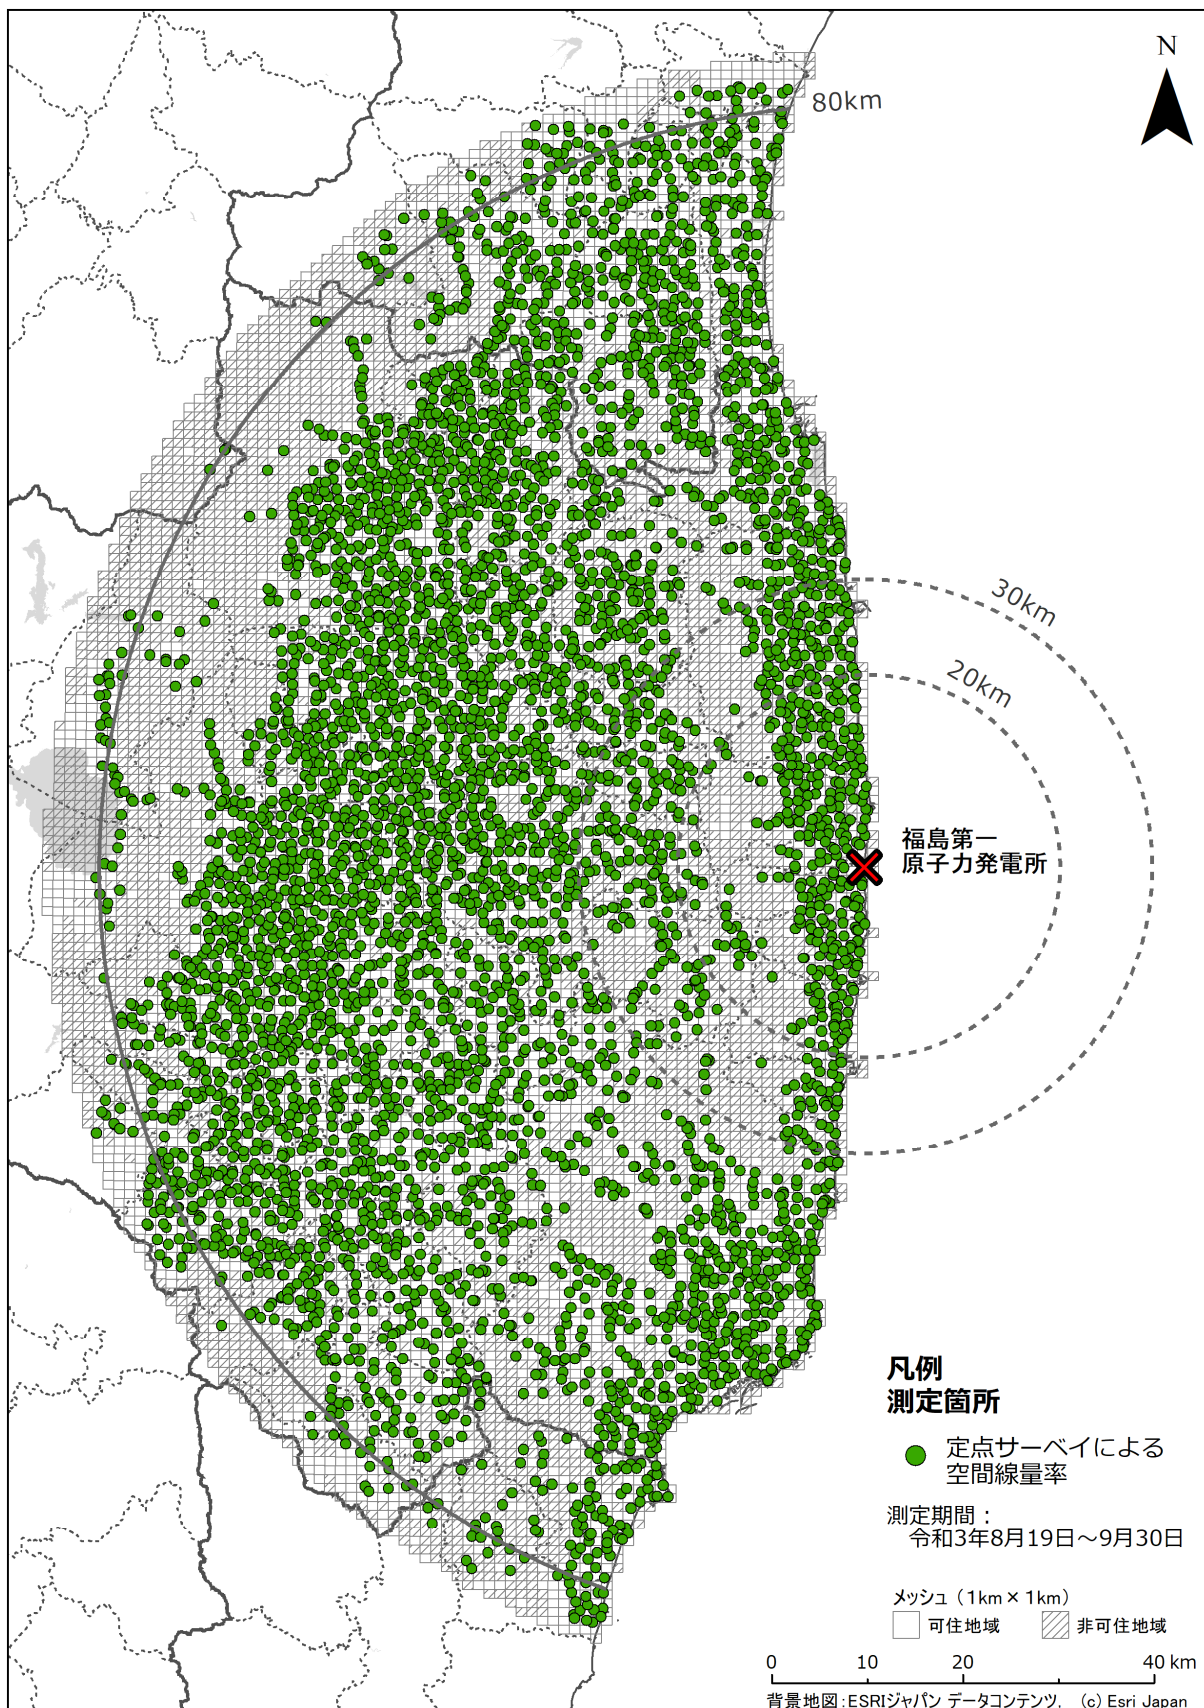 N
80km
30km
20km
福島第一
原子力発電所
凡例
測定箇所
定点サーベイによる
空間線量率
測定期間：
令和3年8月19日～9月30日
メッシュ（1km×1km）
可住地域 非可住地域
0 10 20 40 km
背景地図:ESRIジャパン データコンテンツ, (c) Esri Japan